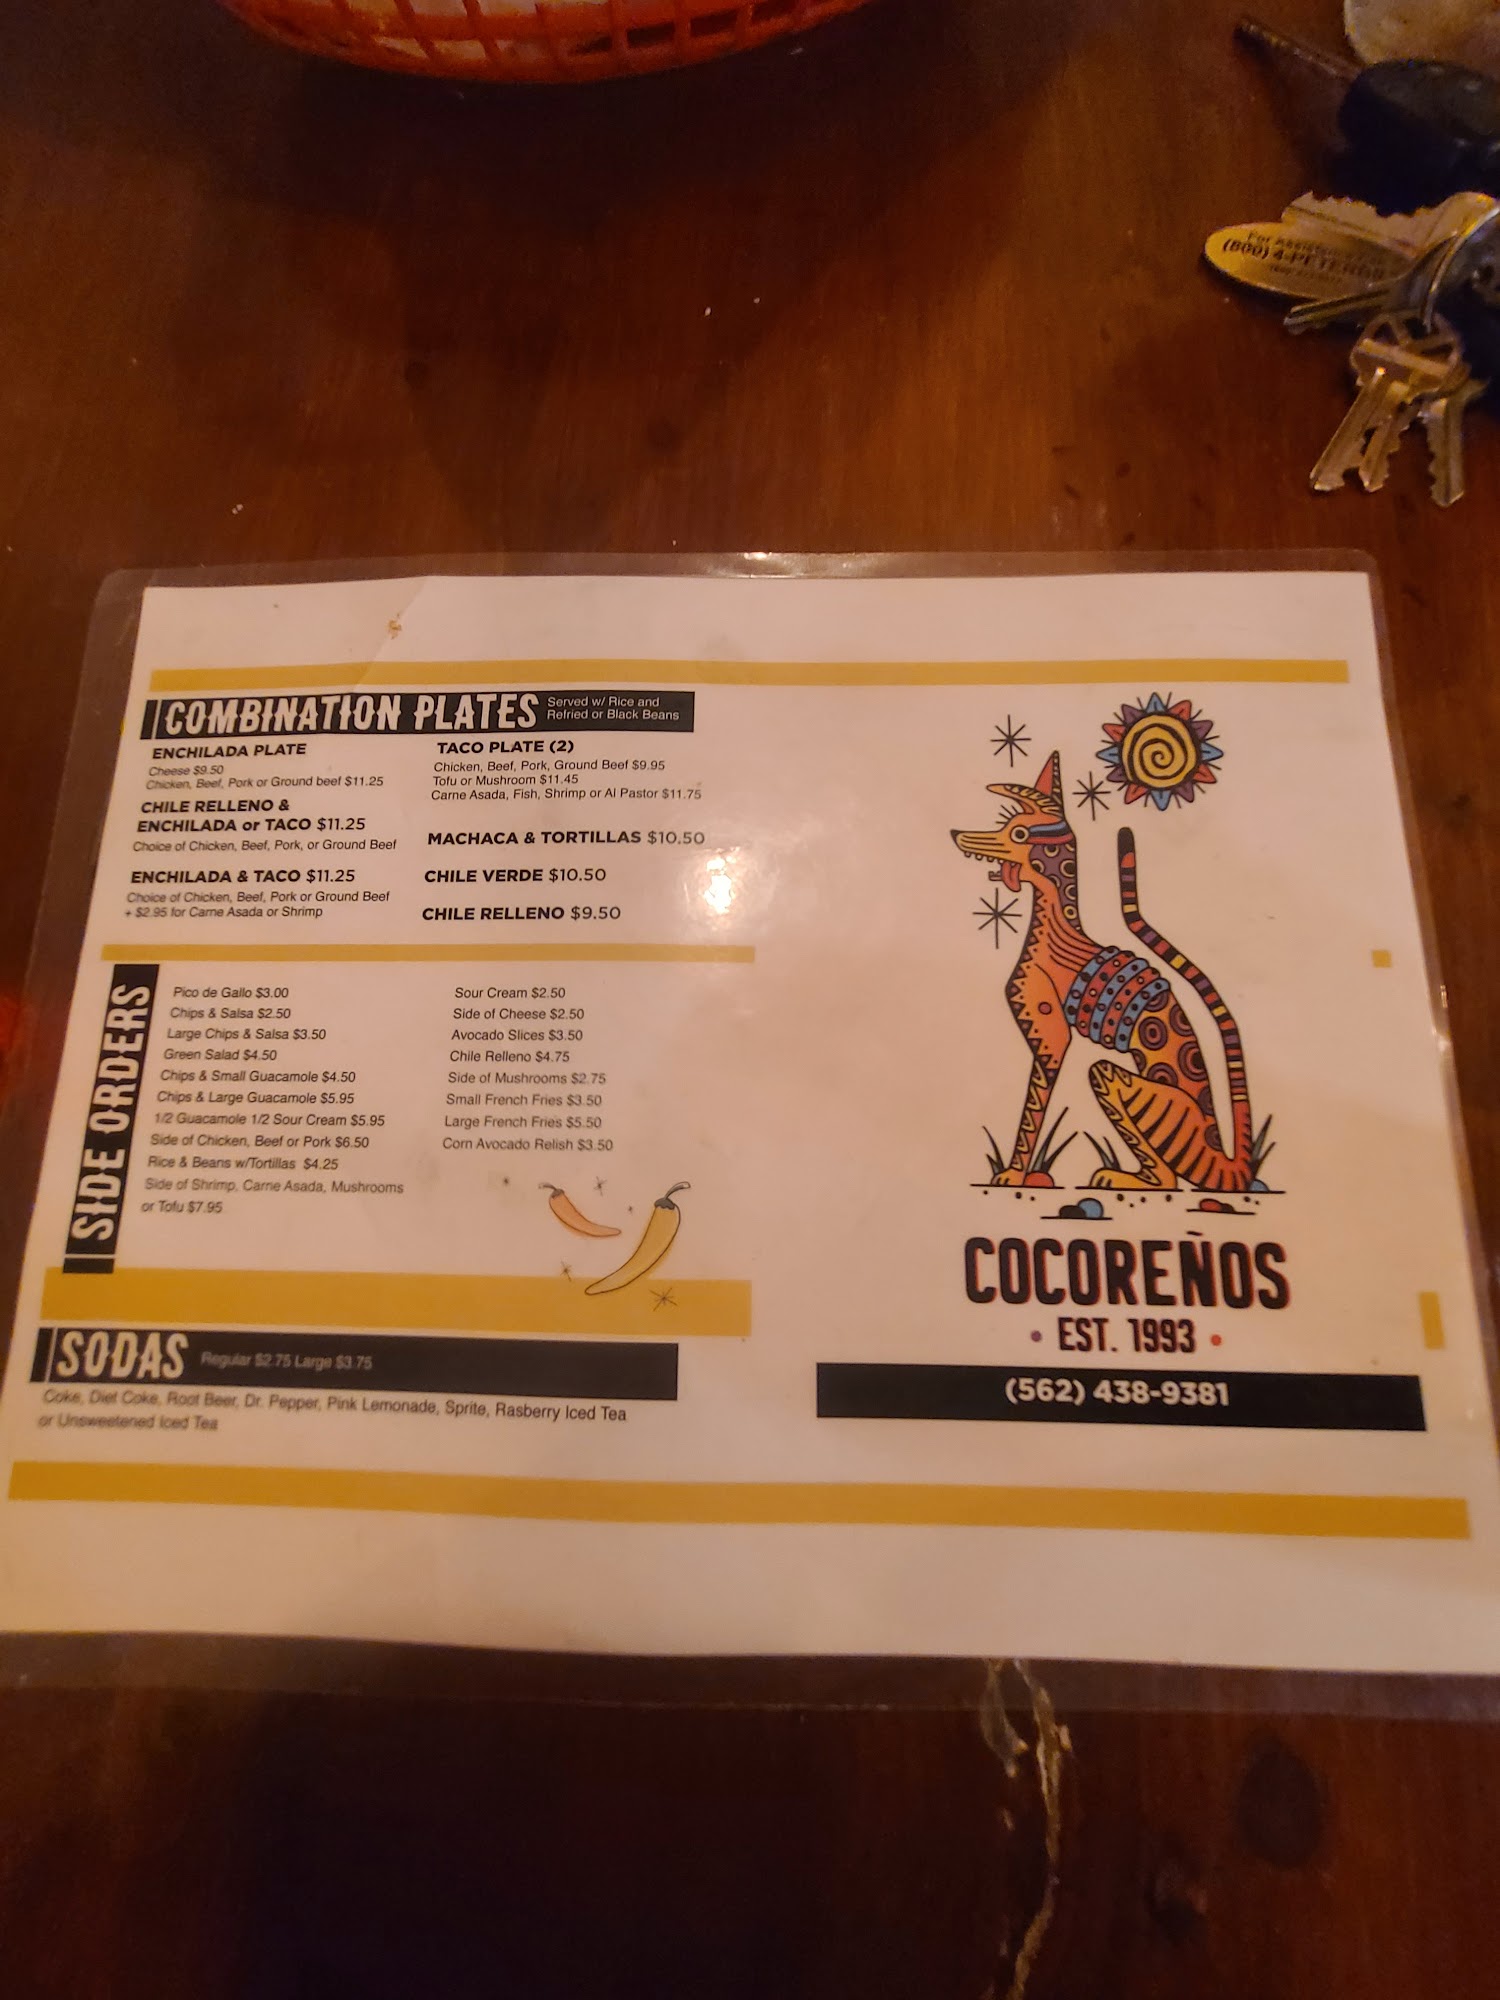 For Assistance
(800) 4-PETERBILT
COMBINATION PLATES
Served w/ Rice and
Refried or Black Beans
ENCHILADA PLATE
Cheese $9.50
Chicken, Beef, Pork or Ground beef $11.25
CHILE RELLENO &
ENCHILADA or TACO $11.25
Choice of Chicken, Beef, Pork, or Ground Beef
ENCHILADA & TACO $11.25
Choice of Chicken, Beef, Pork or Ground Beef
+ $2.95 for Carne Asada or Shrimp
TACO PLATE (2)
Chicken, Beef, Pork, Ground Beef $9.95
Tofu or Mushroom $11.45
Carne Asada, Fish, Shrimp or Al Pastor $11.75
MACHACA & TORTILLAS $10.50
CHILE VERDE $10.50
CHILE RELLENO $9.50
SIDE ORDERS
Pico de Gallo $3.00
Chips & Salsa $2.50
Large Chips & Salsa $3.50
Green Salad $4.50
Chips & Small Guacamole $4.50
Chips & Large Guacamole $5.95
1/2 Guacamole 1/2 Sour Cream $5.95
Side of Chicken, Beef or Pork $6.50
Rice & Beans w/Tortillas $4.25
Side of Shrimp, Carne Asada, Mushrooms
or Tofu $7.95
Sour Cream $2.50
Side of Cheese $2.50
Avocado Slices $3.50
Chile Relleno $4.75
Side of Mushrooms $2.75
Small French Fries $3.50
Large French Fries $5.50
Corn Avocado Relish $3.50
SODAS
Regular $2.75 Large $3.75
Coke, Diet Coke, Root Beer, Dr. Pepper, Pink Lemonade, Sprite, Rasberry Iced Tea
or Unsweetened Iced Tea
COCOREÑOS
• EST. 1993 •
(562) 438-9381